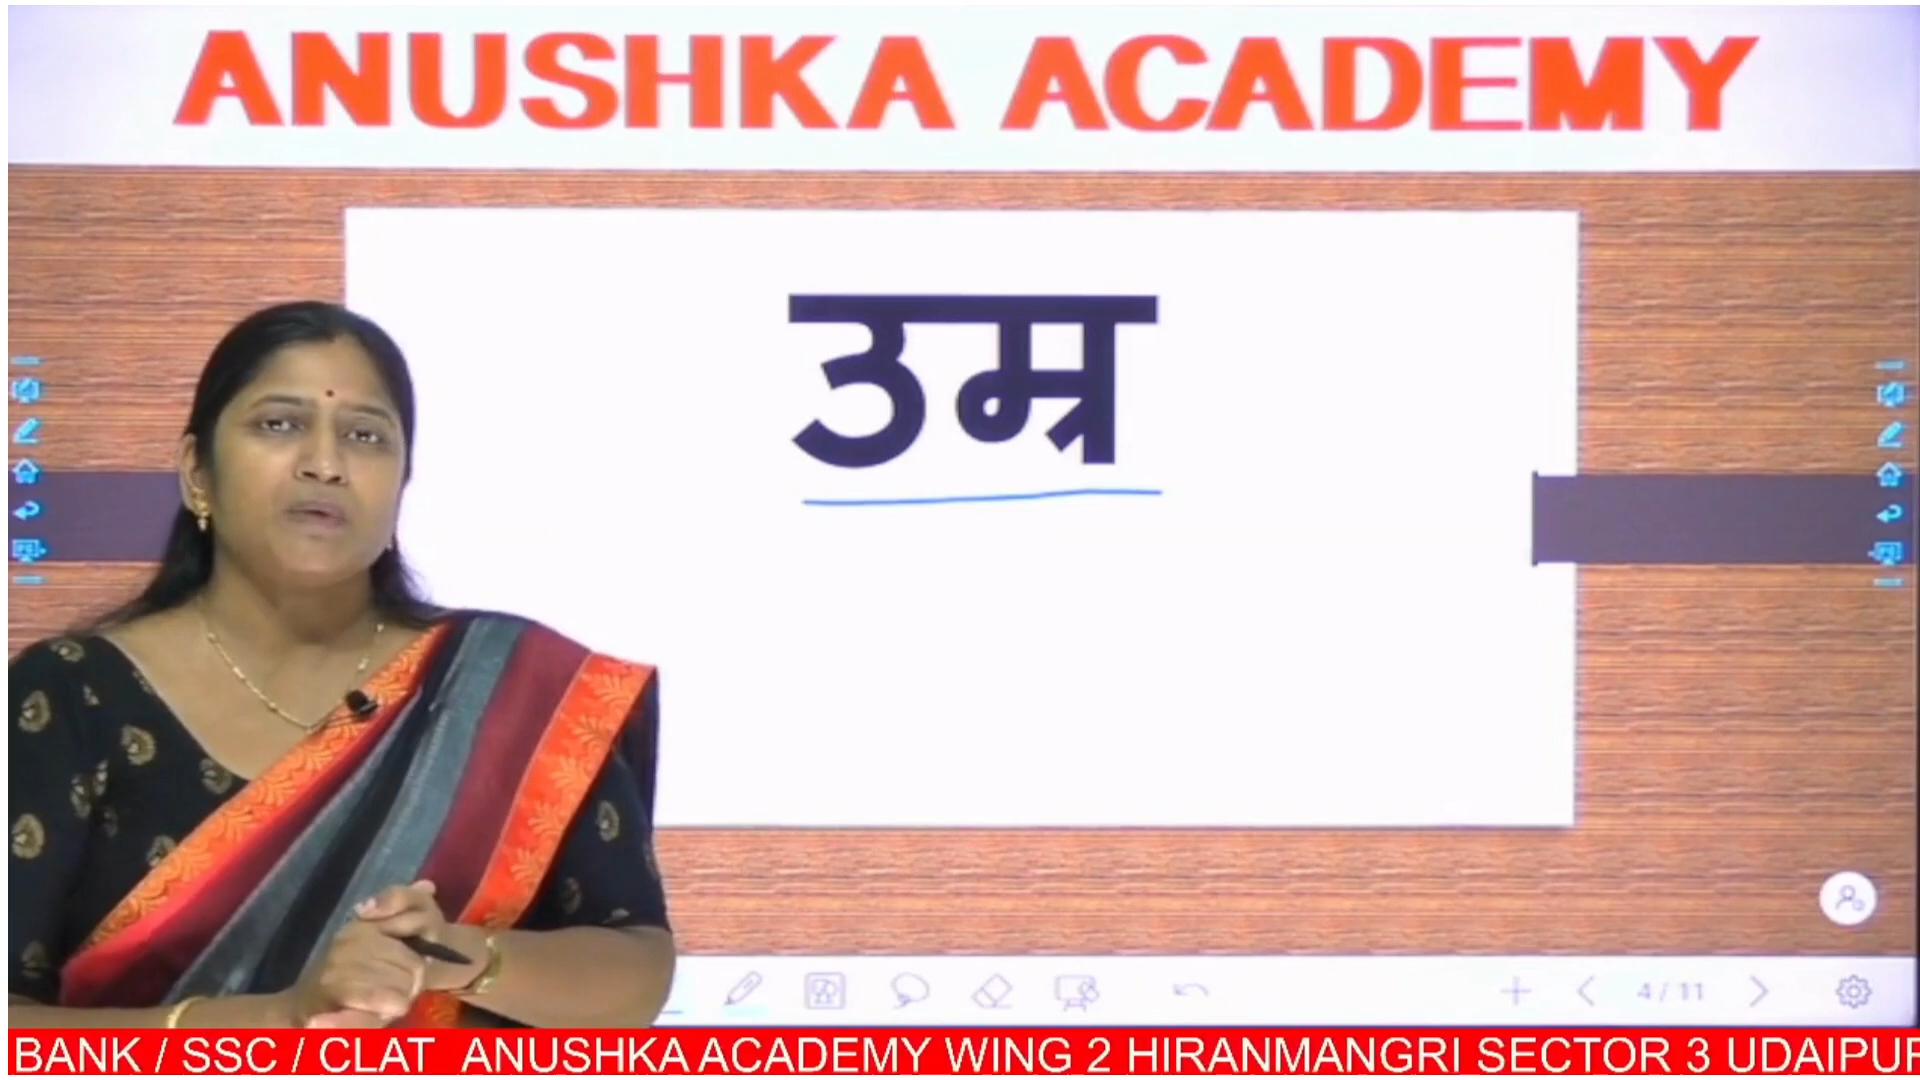 ANUSHKA ACADEMY
उम्र
4/11
BANK / SSC / CLAT ANUSHKA ACADEMY WING 2 HIRANMANGRI SECTOR 3 UDAIPUR